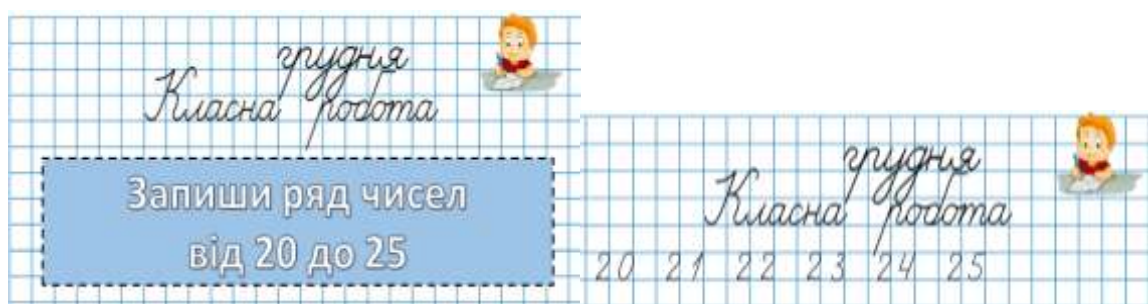 грудня
Класна робота
Запиши ряд чисел
від 20 до 25
грудня
Класна робота
20 21 22 23 24 25